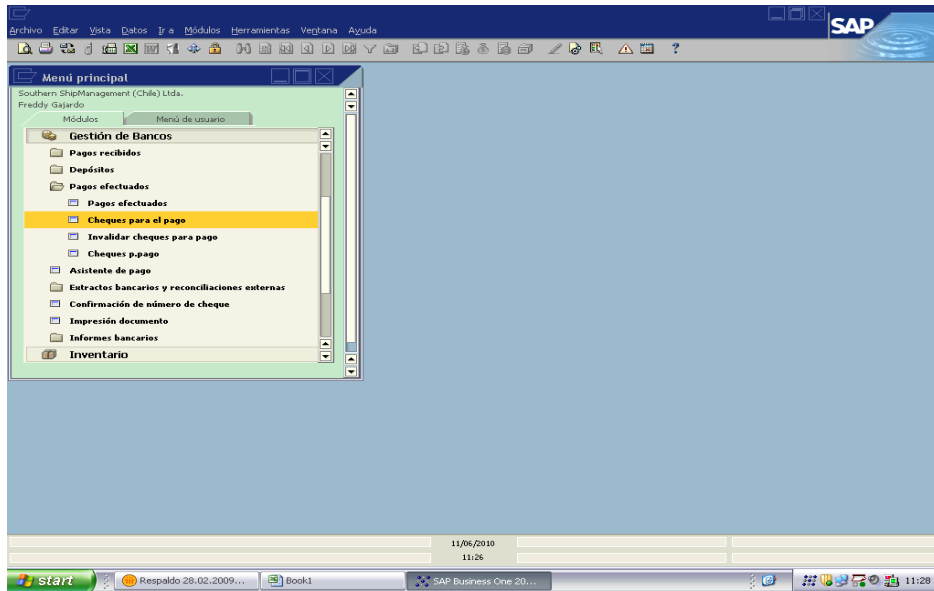 Archivo Editar Vista Datos Ir a Módulos Herramientas Ventana Ayuda
SAP
Menú principal
Southern ShipManagement (Chile) Ltda.
Freddy Gajardo
Módulos Menú de usuario
Gestión de Bancos
Pagos recibidos
Depósitos
Pagos efectuados
Pagos efectuados
Cheques para el pago
Invalidar cheques para pago
Cheques p.pago
Asistente de pago
Extractos bancarios y reconciliaciones externas
Confirmación de número de cheque
Impresión documento
Informes bancarios
Inventario
11/06/2010
11:26
start Respaldo 28.02.2009... Book1 SAP Business One 20... 11:28